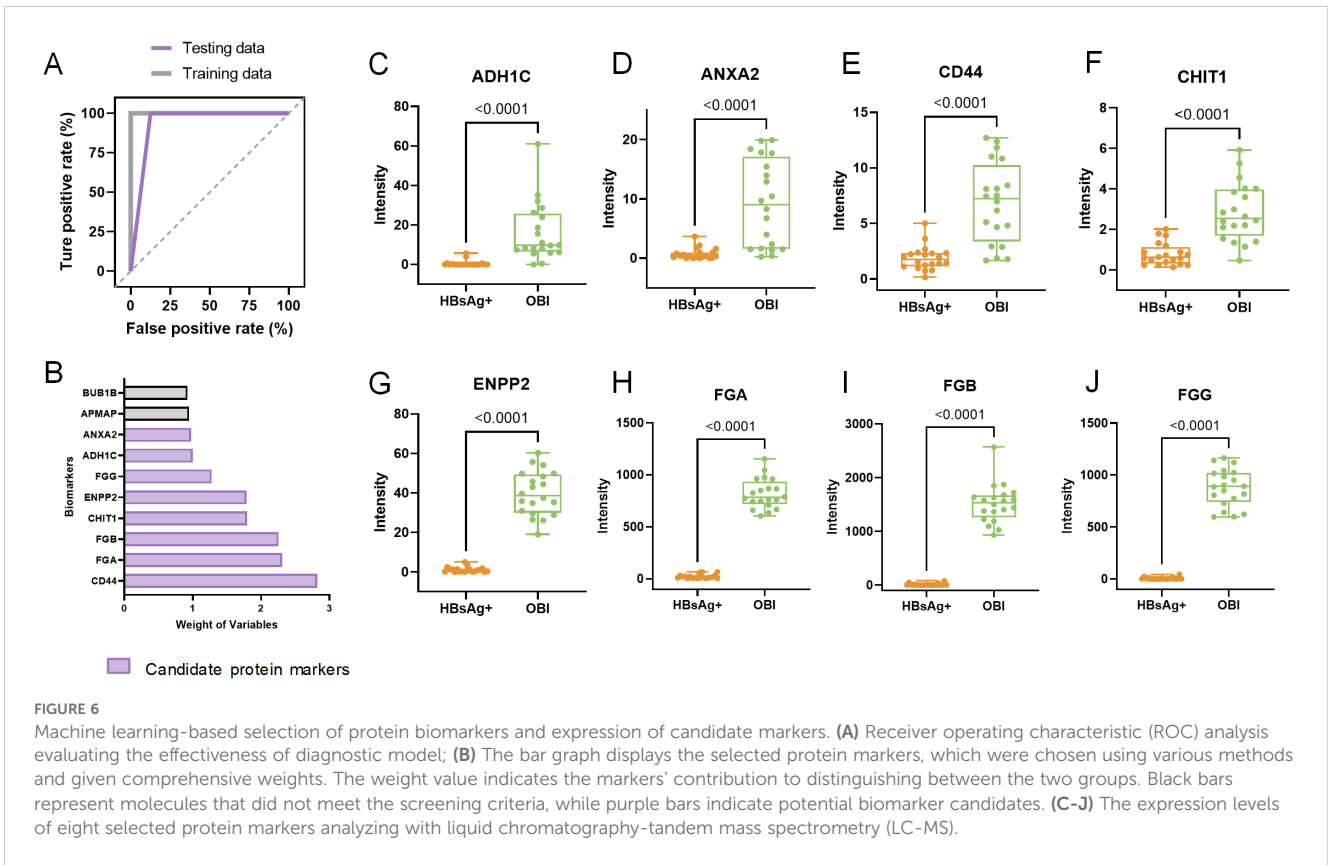 A
Testing data
Training data
Ture positive rate (%)
100
75
50
25
0
0 25 50 75 100
False positive rate (%)
B
Biomarkers
BUB1B
APMAP
ANXA2
ADH1C
FGG
ENPP2
CHIT1
FGB
FGA
CD44
0 1 2 3
Weight of Variables
Candidate protein markers
C
ADH1C
<0.0001
Intensity
80
60
40
20
0
HBsAg+ OBI
D
ANXA2
<0.0001
Intensity
20
10
0
HBsAg+ OBI
E
CD44
<0.0001
Intensity
15
10
5
0
HBsAg+ OBI
F
CHIT1
<0.0001
Intensity
8
6
4
2
0
HBsAg+ OBI
G
ENPP2
<0.0001
Intensity
80
60
40
20
0
HBsAg+ OBI
H
FGA
<0.0001
Intensity
1500
1000
500
0
HBsAg+ OBI
I
FGB
<0.0001
Intensity
3000
2000
1000
0
HBsAg+ OBI
J
FGG
<0.0001
Intensity
1500
1000
500
0
HBsAg+ OBI
FIGURE 6
Machine learning-based selection of protein biomarkers and expression of candidate markers. (A) Receiver operating characteristic (ROC) analysis
evaluating the effectiveness of diagnostic model; (B) The bar graph displays the selected protein markers, which were chosen using various methods
and given comprehensive weights. The weight value indicates the markers' contribution to distinguishing between the two groups. Black bars
represent molecules that did not meet the screening criteria, while purple bars indicate potential biomarker candidates. (C-J) The expression levels
of eight selected protein markers analyzing with liquid chromatography-tandem mass spectrometry (LC-MS).